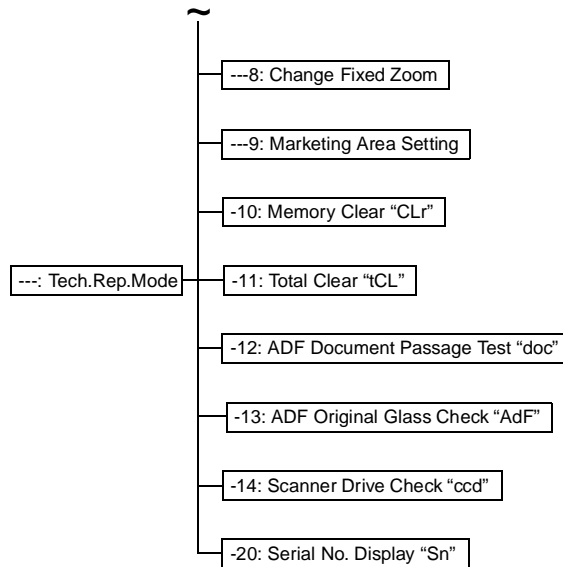 ~
---8: Change Fixed Zoom
---9: Marketing Area Setting
-10: Memory Clear “CLr”
---: Tech.Rep.Mode
-11: Total Clear “tCL”
-12: ADF Document Passage Test “doc”
-13: ADF Original Glass Check “AdF”
-14: Scanner Drive Check “ccd”
-20: Serial No. Display “Sn”